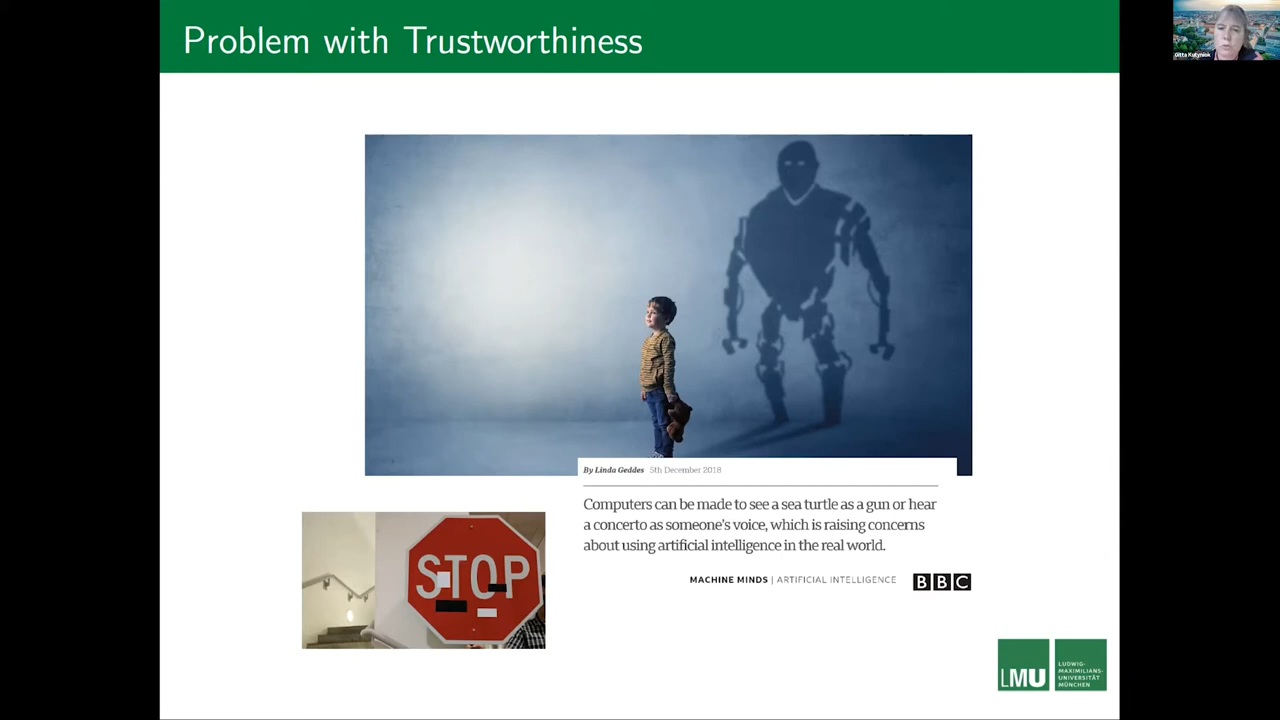 Problem with Trustworthiness
Gitta Kutyniok
By Linda Geddes 5th December 2018
Computers can be made to see a sea turtle as a gun or hear
a concerto as someone's voice, which is raising concerns
about using artificial intelligence in the real world.
MACHINE MINDS | ARTIFICIAL INTELLIGENCE
BBC
STOP
LMU
LUDWIG-
MAXIMILIANS-
UNIVERSITÄT
MÜNCHEN